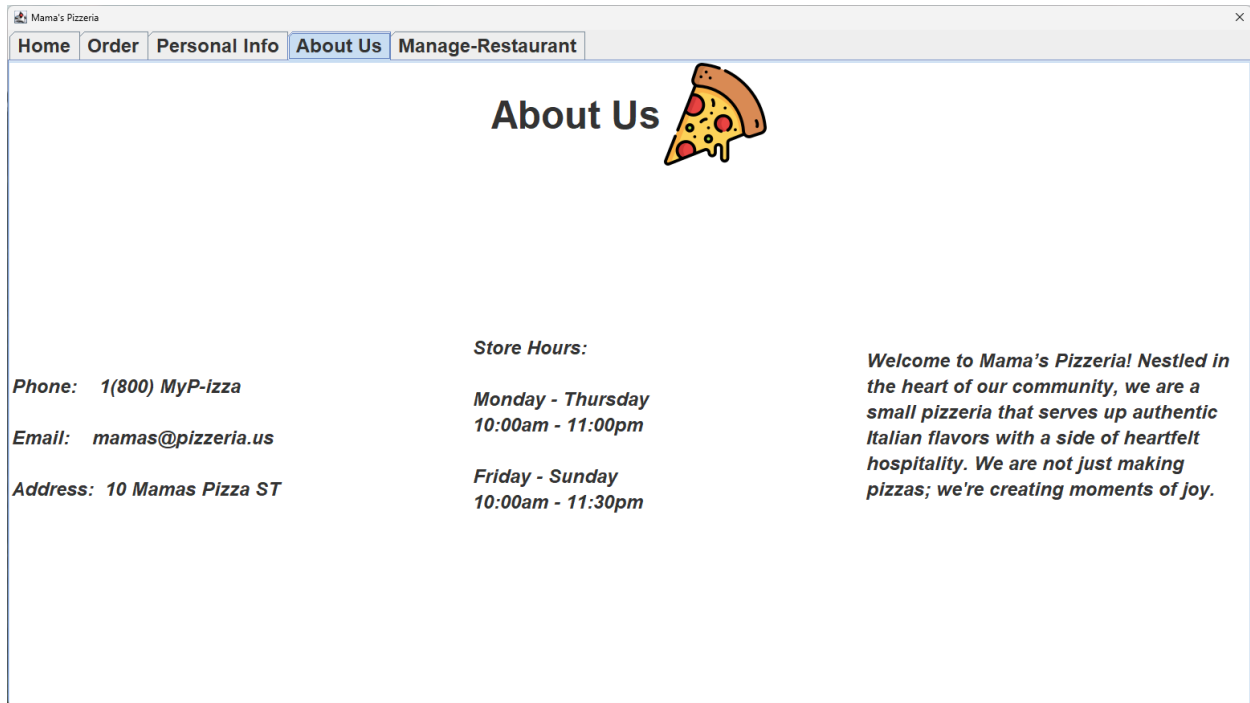 Mama's Pizzeria
Home Order Personal Info About Us Manage-Restaurant
About Us
Phone: 1(800) MyP-izza
Email: mamas@pizzeria.us
Address: 10 Mamas Pizza ST
Store Hours:
Monday - Thursday
10:00am - 11:00pm
Friday - Sunday
10:00am - 11:30pm
Welcome to Mama’s Pizzeria! Nestled in
the heart of our community, we are a
small pizzeria that serves up authentic
Italian flavors with a side of heartfelt
hospitality. We are not just making
pizzas; we're creating moments of joy.